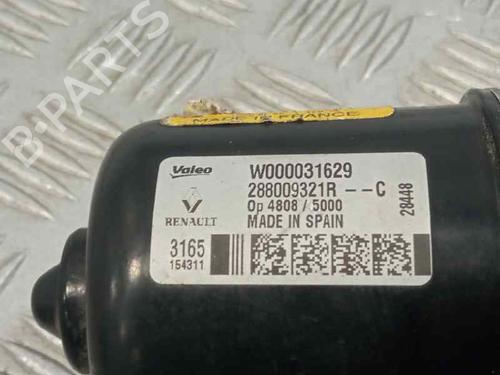 B-Parts
MADE IN FRANCE
Valeo
W000031629
288009321R --C
Op 4808 / 5000
RENAULT
MADE IN SPAIN
28448
3165
154311